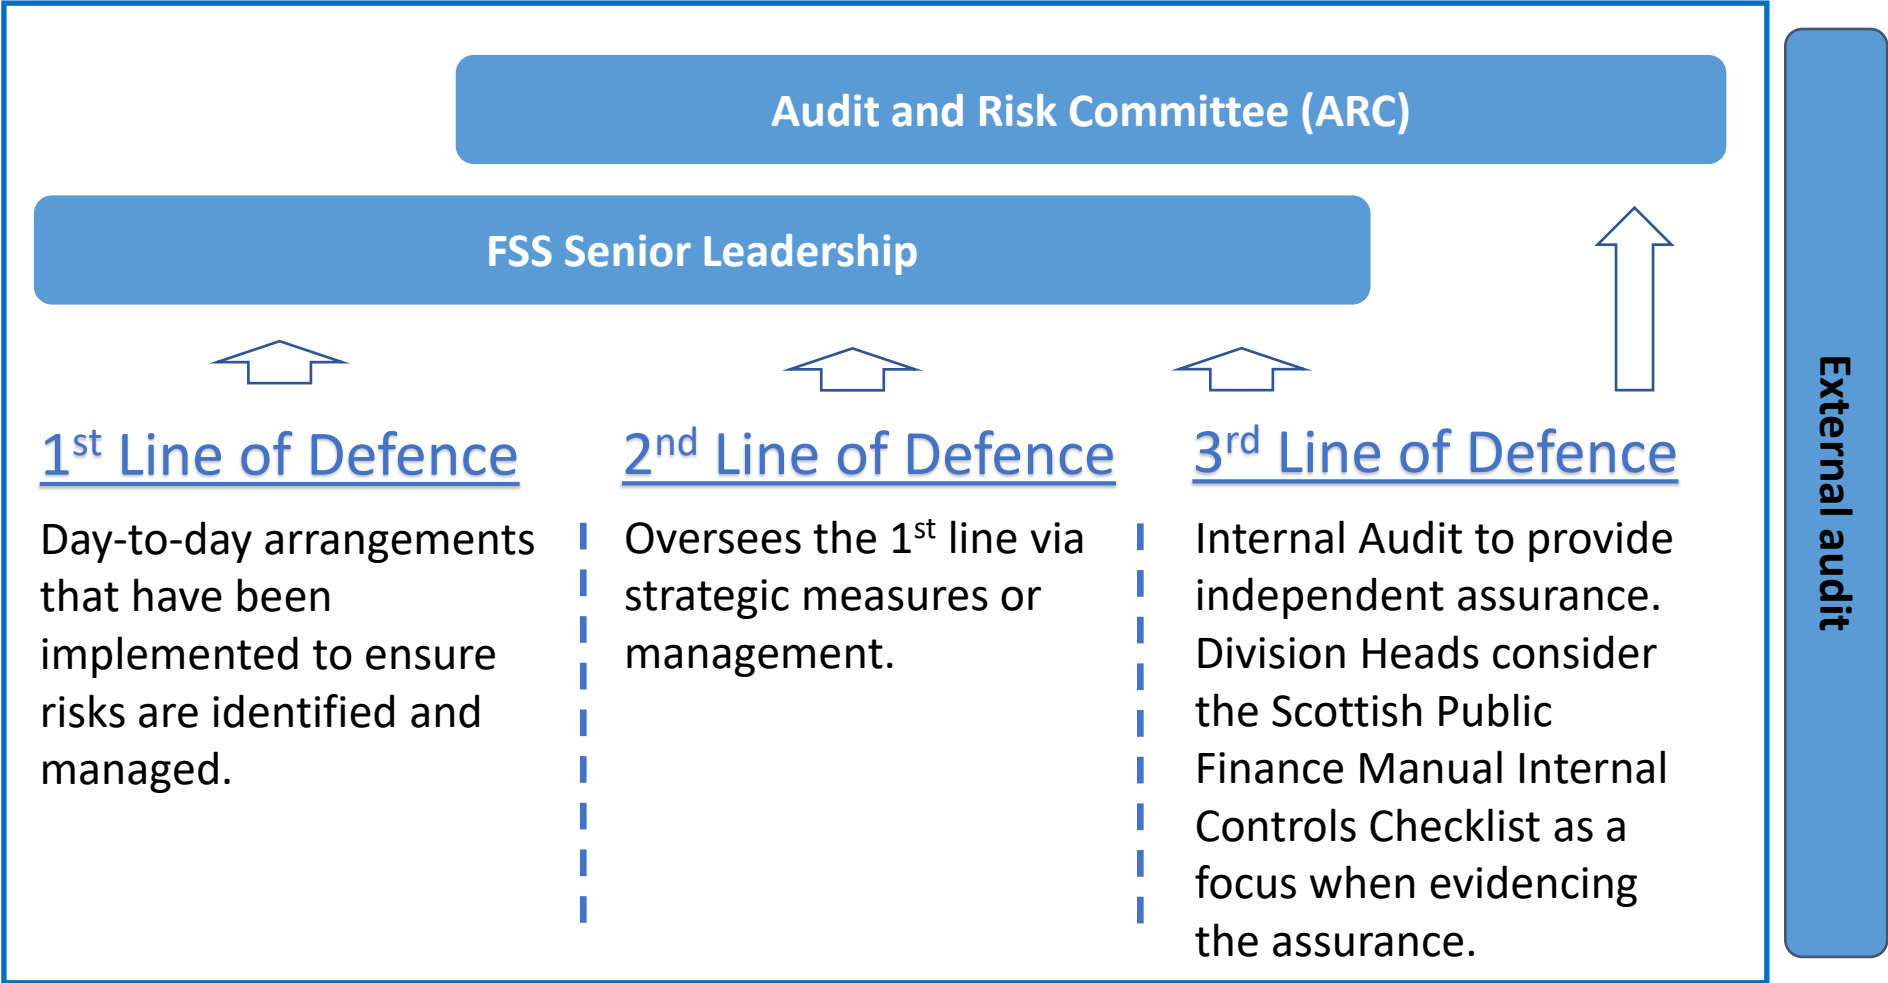 Audit and Risk Committee (ARC)
FSS Senior Leadership
1st Line of Defence
Day-to-day arrangements
that have been
implemented to ensure
risks are identified and
managed.
2nd Line of Defence
Oversees the 1st line via
strategic measures or
management.
3rd Line of Defence
Internal Audit to provide
independent assurance.
Division Heads consider
the Scottish Public
Finance Manual Internal
Controls Checklist as a
focus when evidencing
the assurance.
External audit